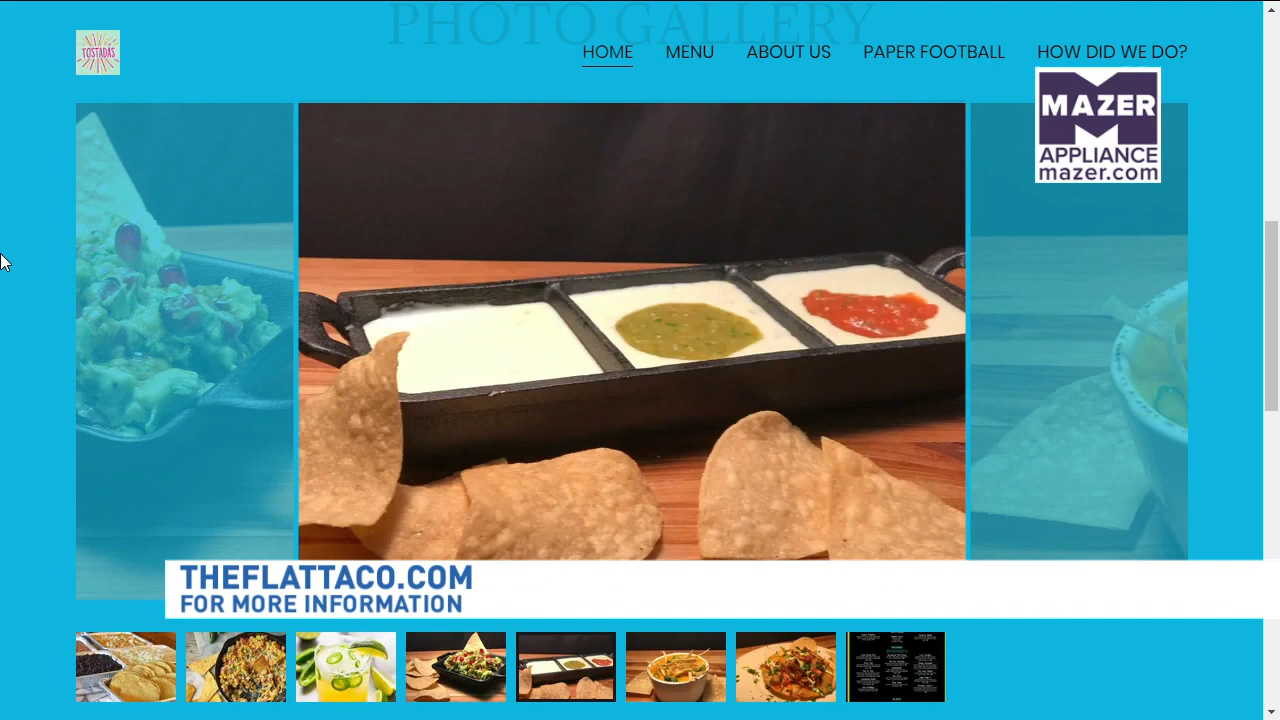 PHOTO GALLERY
TOSTADAS
HOME MENU ABOUT US PAPER FOOTBALL HOW DID WE DO?
MAZER
APPLIANCE
mazer.com
THEFLATTACO.COM
FOR MORE INFORMATION